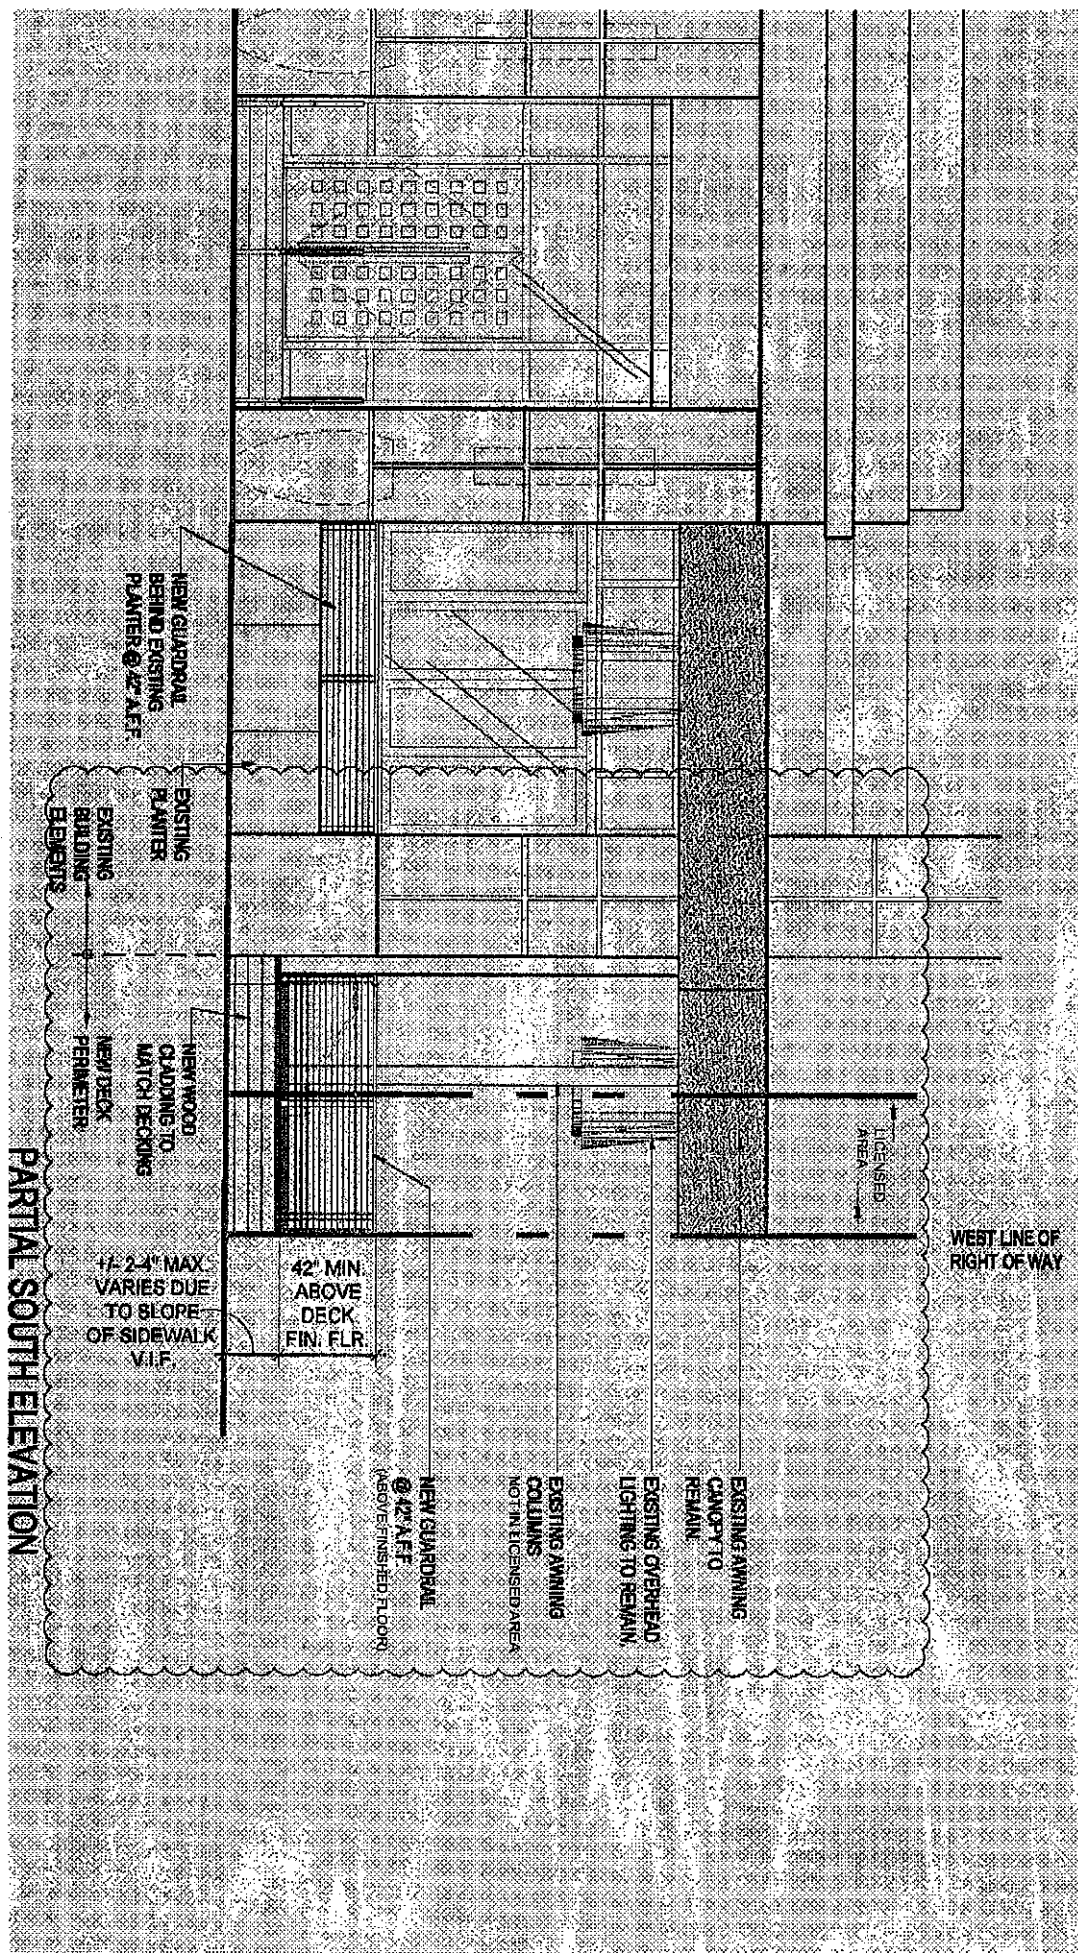 WEST LINE OF
RIGHT OF WAY
LICENSED
AREA
EXISTING AWNING
CANOPY TO
REMAIN
EXISTING OVERHEAD
LIGHTING TO REMAIN,
EXISTING AWNING
COLUMNS
NOT IN LICENSED AREA
NEW GUARDRAIL
@ 42" A.F.F.
(ABOVE FINISHED FLOOR)
42" MIN.
ABOVE
DECK
FIN. FLR
+/- 2-4" MAX.
VARIES DUE
TO SLOPE
OF SIDEWALK
V.I.F.
NEW GUARDRAIL
BEHIND EXISTING
PLANTER @ 42" A.F.F.
EXISTING
PLANTER
EXISTING
BUILDING
ELEMENTS
NEW DECK
PERIMETER
NEW WOOD
CLADDING TO
MATCH DECKING
PARTIAL SOUTH ELEVATION